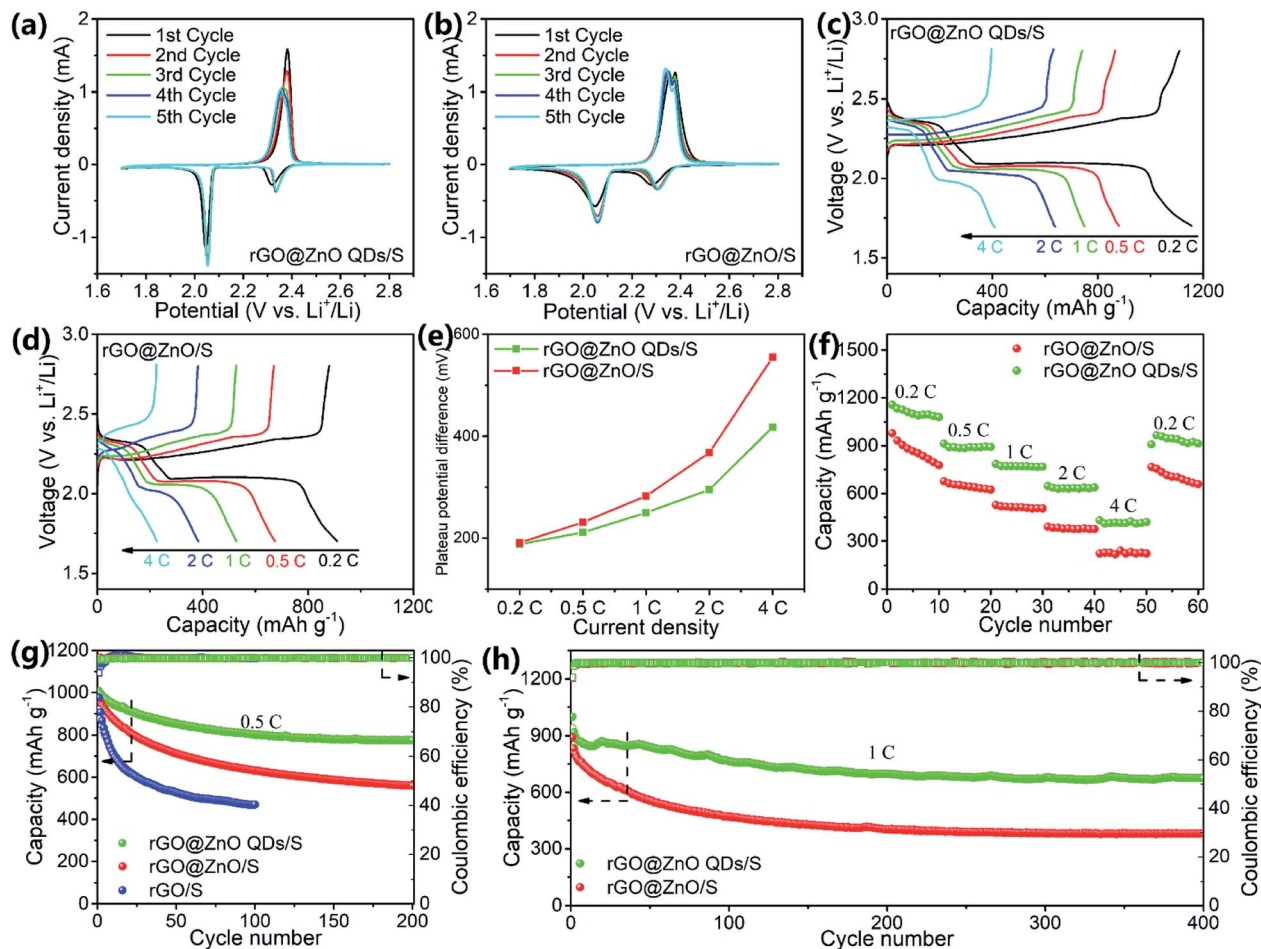 (a)
2
1
0
-1
1.6 2.0 2.4 2.8
Current density (mA)
Potential (V vs. Li⁺/Li)
1st Cycle
2nd Cycle
3rd Cycle
4th Cycle
5th Cycle
rGO@ZnO QDs/S
(b)
2
1
0
-1
1.6 2.0 2.4 2.8
Current density (mA)
Potential (V vs. Li⁺/Li)
1st Cycle
2nd Cycle
3rd Cycle
4th Cycle
5th Cycle
rGO@ZnO/S
(c)
rGO@ZnO QDs/S
3.0
2.5
2.0
1.5
Voltage (V vs. Li⁺/Li)
4 C 2 C 1 C 0.5 C 0.2 C
0 400 800 1200
Capacity (mAh g⁻¹)
(d)
rGO@ZnO/S
3.0
2.5
2.0
1.5
Voltage (V vs. Li⁺/Li)
4 C 2 C 1 C 0.5 C 0.2 C
0 400 800 1200
Capacity (mAh g⁻¹)
(e)
600
400
200
Plateau potential difference (mV)
rGO@ZnO QDs/S
rGO@ZnO/S
0.2 C 0.5 C 1 C 2 C 4 C
Current density
(f)
1500
1200
900
600
300
0
Capacity (mAh g⁻¹)
rGO@ZnO/S
rGO@ZnO QDs/S
0.2 C
0.5 C
1 C
2 C
4 C
0.2 C
0 10 20 30 40 50 60
Cycle number
(g)
1200
1000
800
600
400
200
0
Capacity (mAh g⁻¹)
0.5 C
rGO@ZnO QDs/S
rGO@ZnO/S
rGO/S
100
80
60
40
20
0
Coulombic efficiency (%)
0 50 100 150 200
Cycle number
(h)
1200
900
600
300
0
Capacity (mAh g⁻¹)
1 C
rGO@ZnO QDs/S
rGO@ZnO/S
100
80
60
40
20
0
Coulombic efficiency (%)
0 100 200 300 400
Cycle number